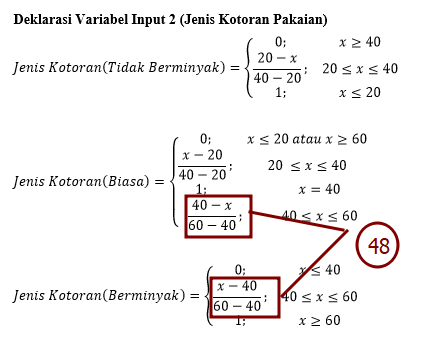 Deklarasi Variabel Input 2 (Jenis Kotoran Pakaian)
0; x ≥ 40
Jenis Kotoran(Tidak Berminyak) = { (20 − x)/(40 − 20); 20 ≤ x ≤ 40
1; x ≤ 20
0; x ≤ 20 atau x ≥ 60
(x − 20)/(40 − 20); 20 ≤ x ≤ 40
Jenis Kotoran(Biasa) = {
1; x = 40
(40 − x)/(60 − 40); 40 ≤ x ≤ 60
48
0; x ≤ 40
Jenis Kotoran(Berminyak) = { (x − 40)/(60 − 40); 40 ≤ x ≤ 60
1; x ≥ 60